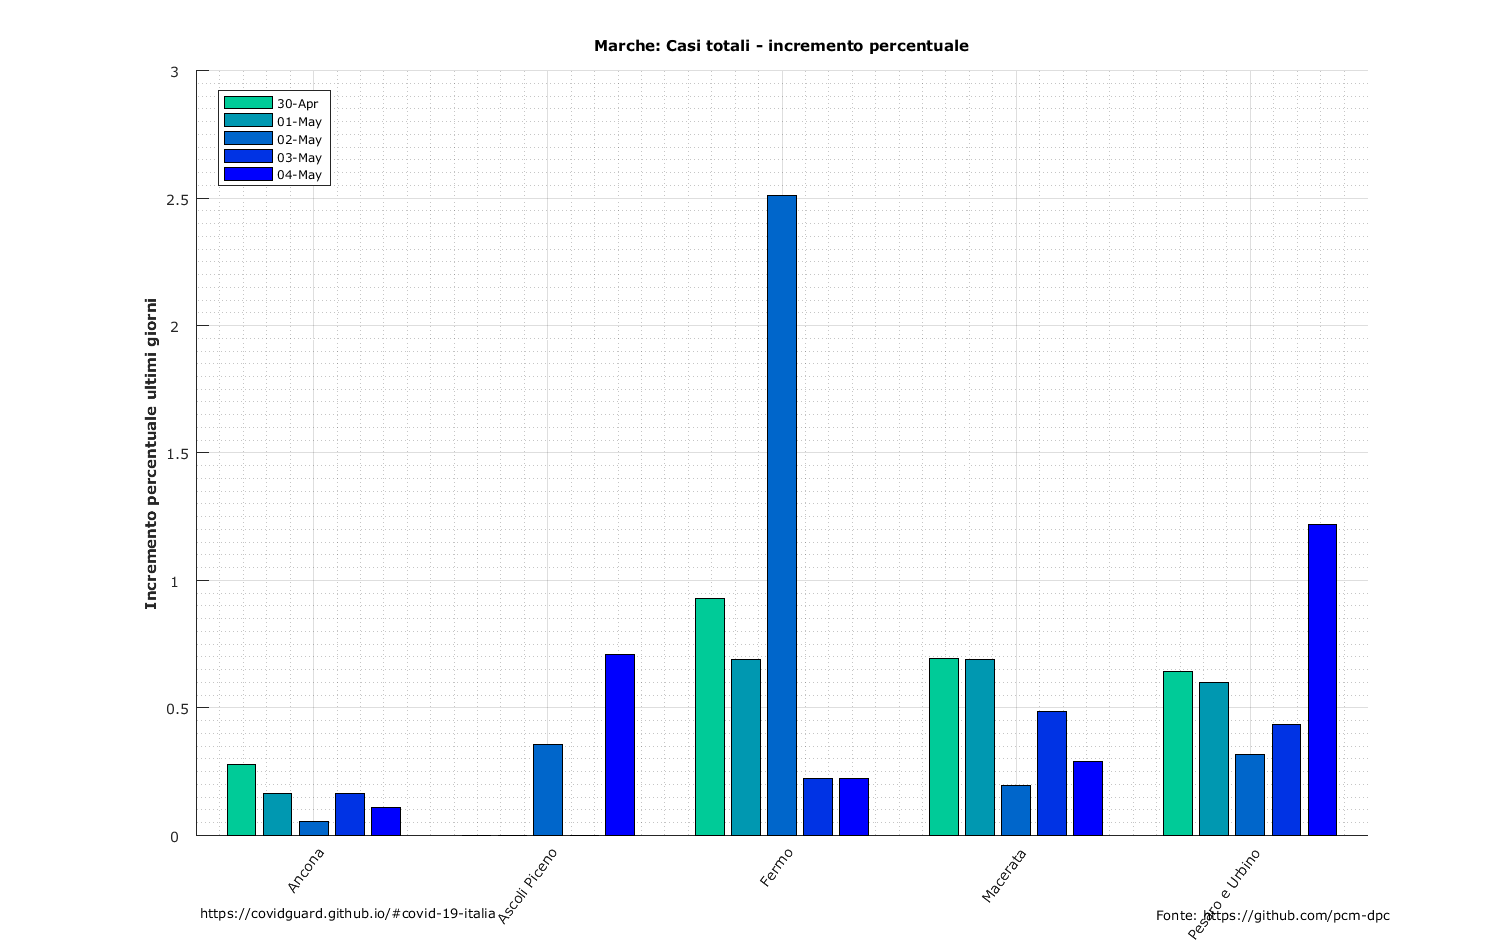 Marche: Casi totali - incremento percentuale
30-Apr
01-May
02-May
03-May
04-May
Incremento percentuale ultimi giorni
3
2.5
2
1.5
1
0.5
0
Ancona
Ascoli Piceno
Fermo
Macerata
Pesaro e Urbino
https://covidguard.github.io/#covid-19-italia
Fonte: https://github.com/pcm-dpc